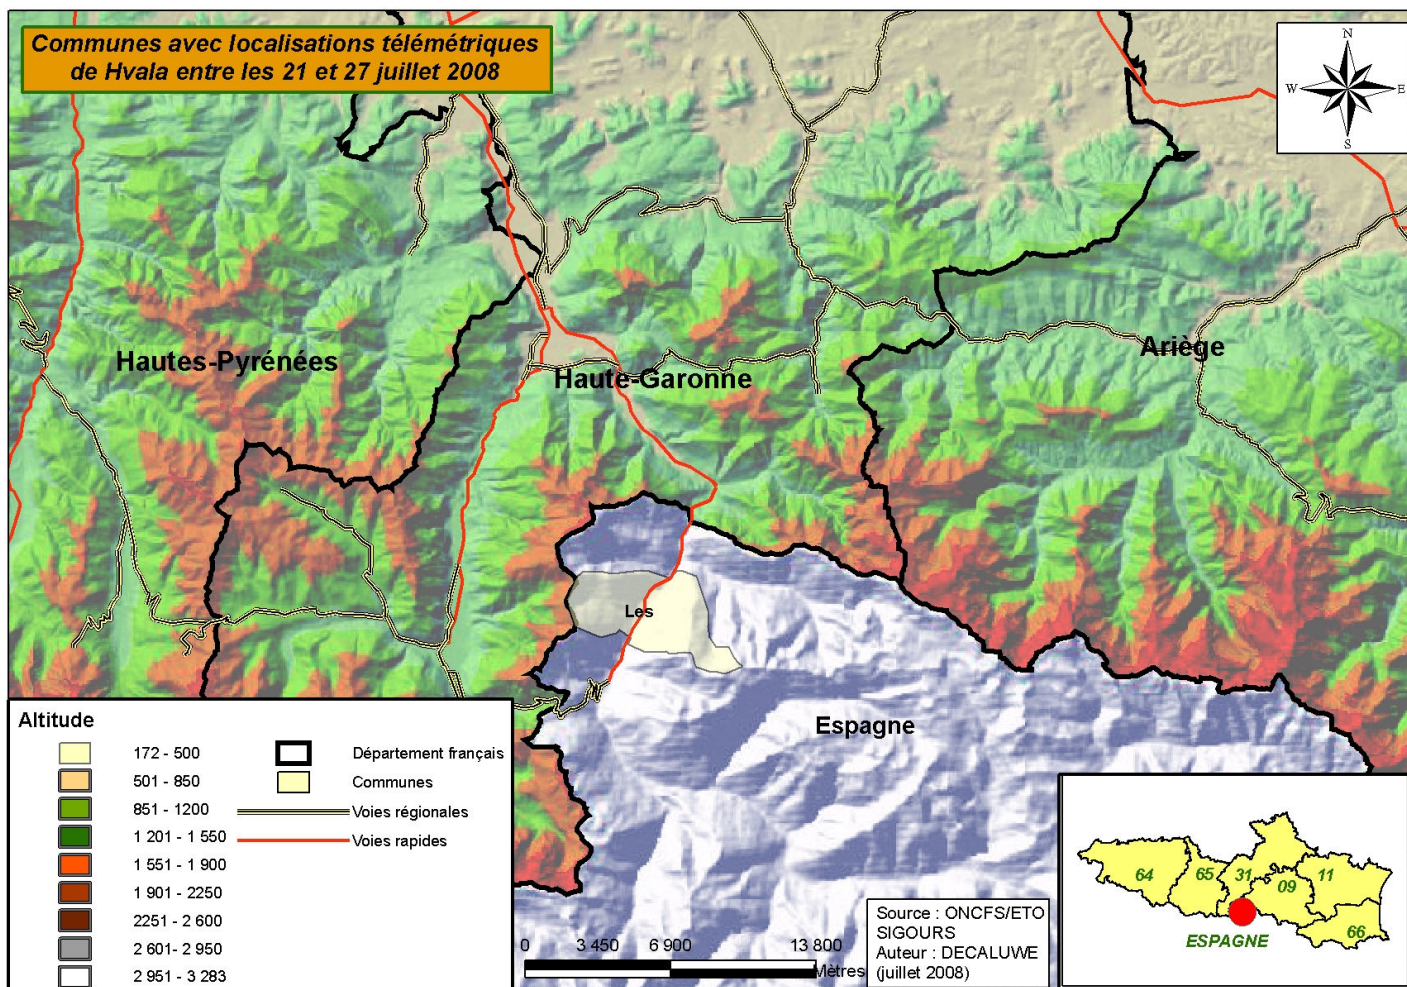 Communes avec localisations télémétriques
de Hvala entre les 21 et 27 juillet 2008
N
W
E
S
Hautes-Pyrénées
Haute-Garonne
Ariège
Les
Espagne
Altitude
172 - 500
501 - 850
851 - 1200
1 201 - 1 550
1 551 - 1 900
1 901 - 2250
2251 - 2 600
2 601- 2 950
2 951 - 3 283
Département français
Communes
Voies régionales
Voies rapides
0 3 450 6 900 13 800
Mètres
Source : ONCFS/ETO
SIGOURS
Auteur : DECALUWE
(juillet 2008)
64
65
31
09
11
66
ESPAGNE